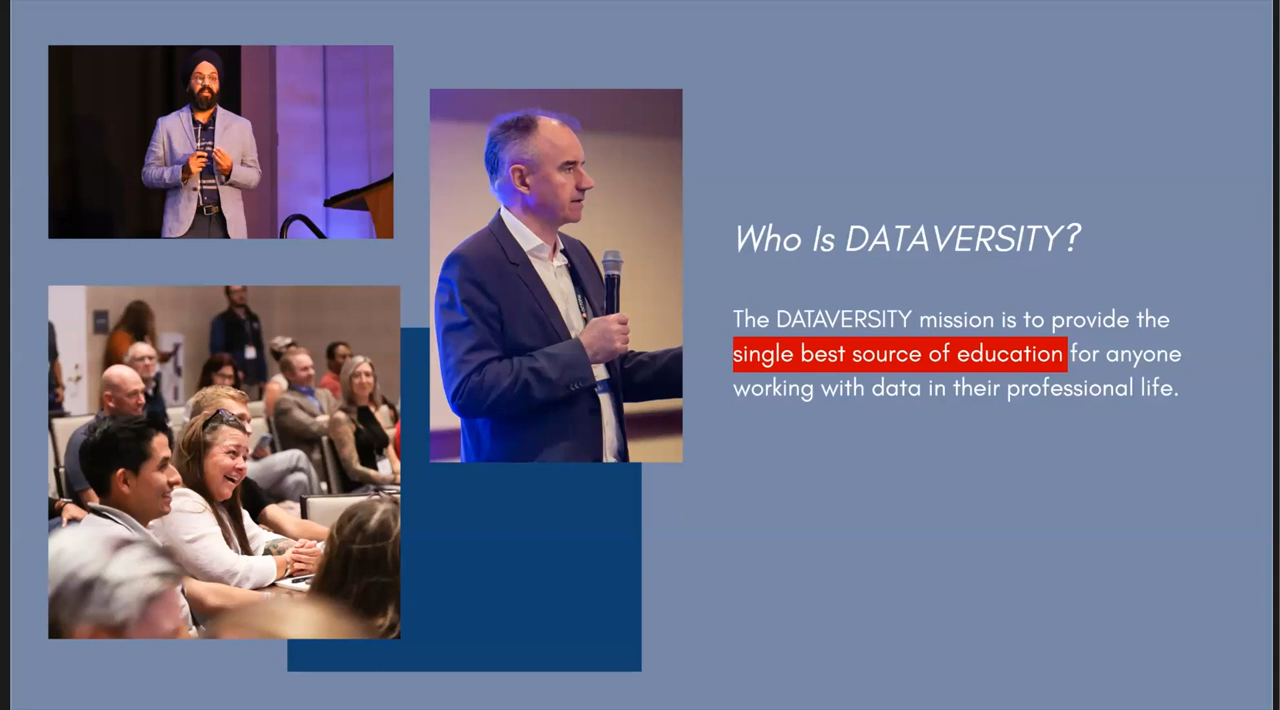 Who Is DATAVERSITY?
The DATAVERSITY mission is to provide the
single best source of education for anyone
working with data in their professional life.